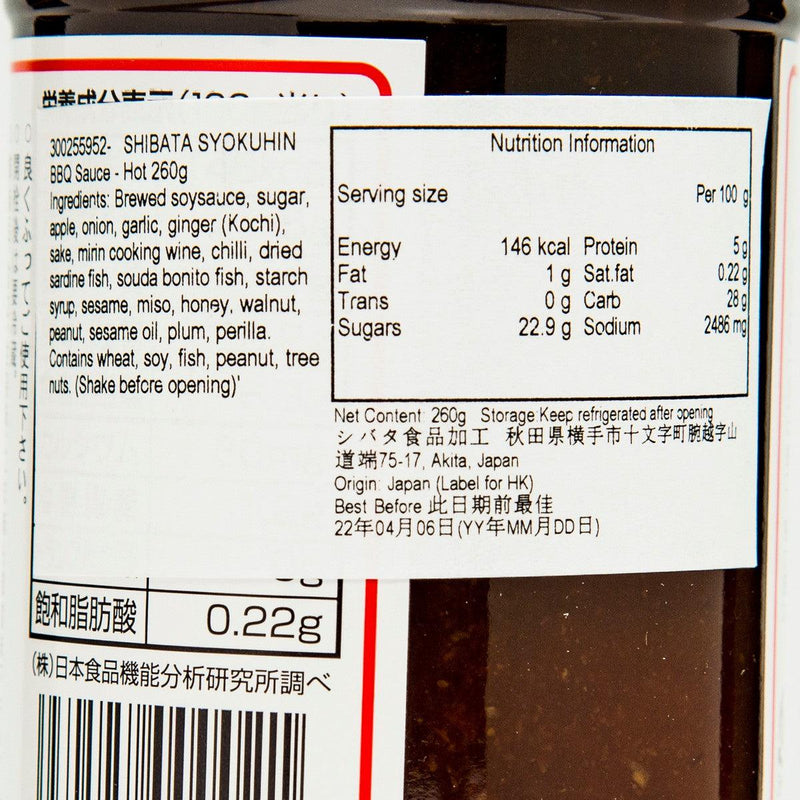 300255952- SHIBATA SYOKUHIN
BBQ Sauce - Hot 260g
Ingredients: Brewed soysauce, sugar,
apple, onion, garlic, ginger (Kochi),
sake, mirin cooking wine, chilli, dried
sardine fish, souda bonito fish, starch
syrup, sesame, miso, honey, walnut,
peanut, sesame oil, plum, perilla.
Contains wheat, soy, fish, peanut, tree
nuts. (Shake before opening)'
Nutrition Information
Serving size Per 100 g
Energy 146 kcal Protein 5 g
Fat 1 g Sat.fat 0.22 g
Trans 0 g Carb 28 g
Sugars 22.9 g Sodium 2486 mg
Net Content: 260g Storage:Keep refrigerated after opening
シバタ食品加工 秋田県横手市十文字町腕越字山
道端75-17, Akita, Japan
Origin: Japan (Label for HK)
Best Before 此日期前最佳
22年04月06日(YY年MM月DD日)
飽和脂肪酸 0.22g
(株)日本食品機能分析研究所調べ